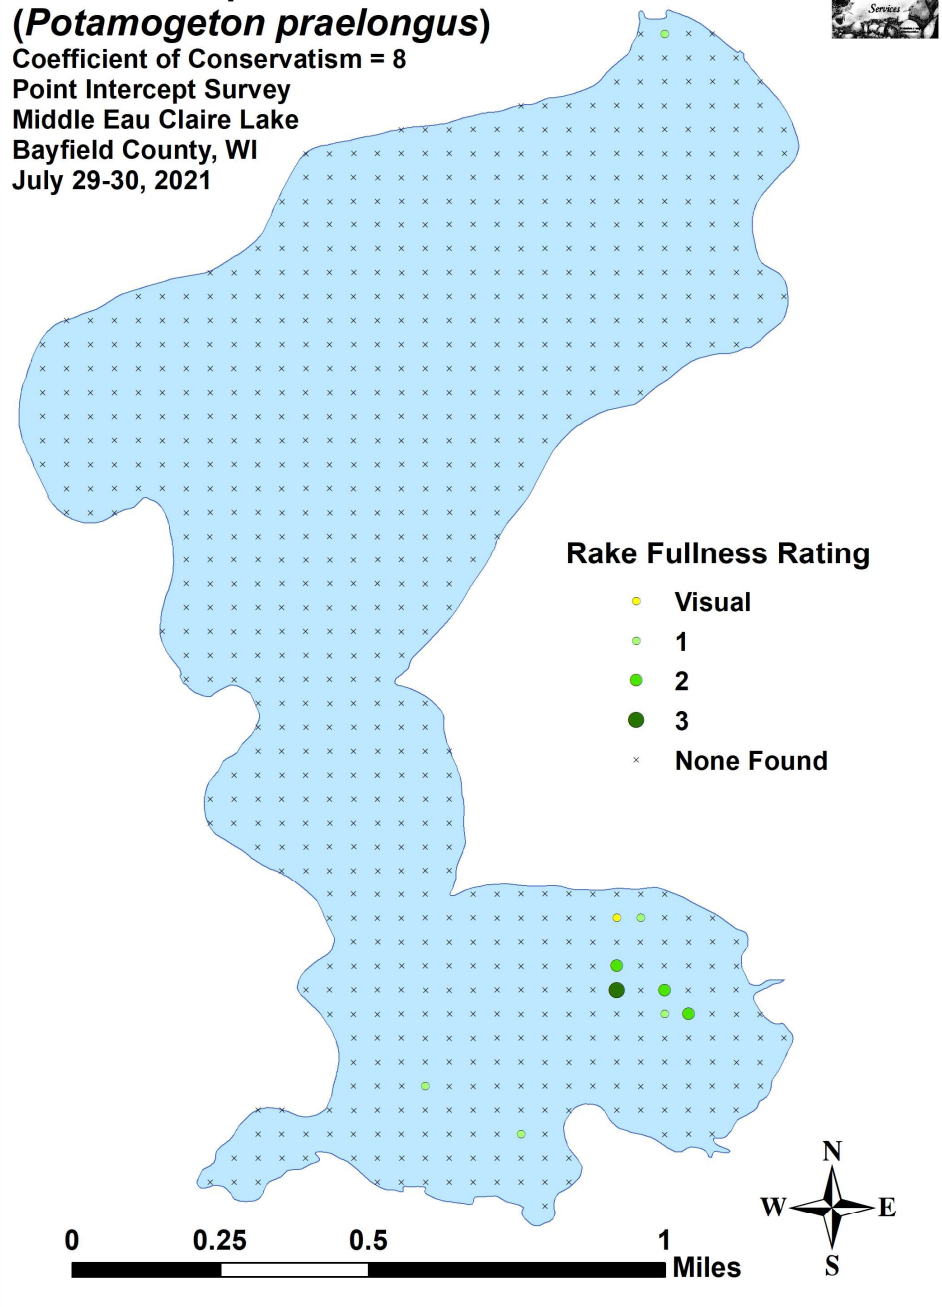 (Potamogeton praelongus)
Coefficient of Conservatism = 8
Point Intercept Survey
Middle Eau Claire Lake
Bayfield County, WI
July 29-30, 2021
Services
Rake Fullness Rating
Visual
1
2
3
None Found
N
W E
S
0 0.25 0.5 1
Miles